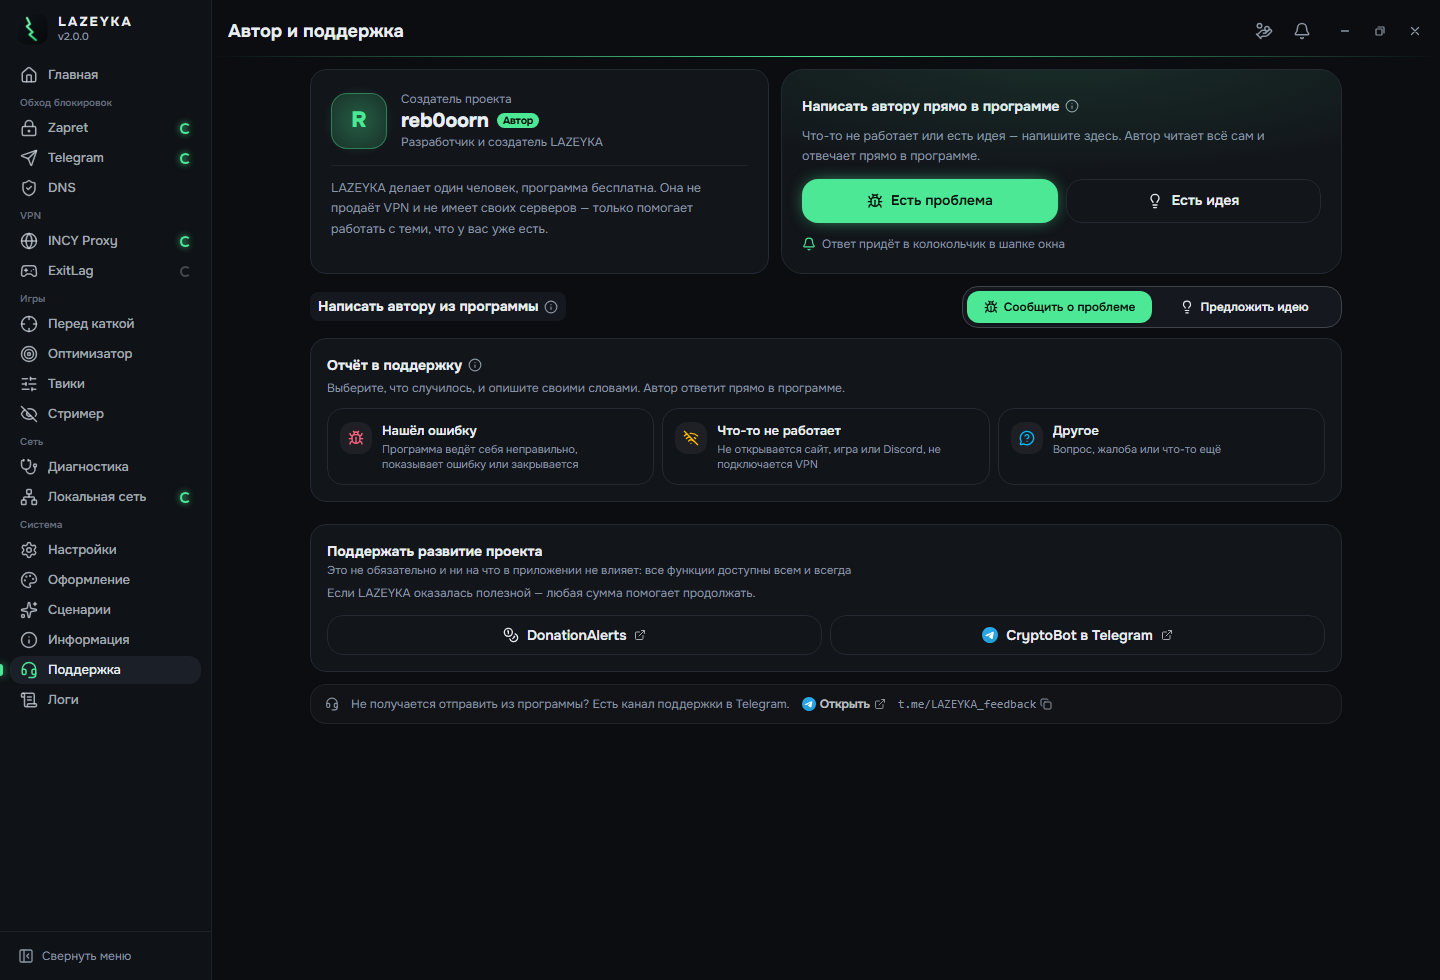 LAZEYKA
v2.0.0
Главная
Обход блокировок
Zapret
Telegram
DNS
VPN
INCY Proxy
ExitLag
Игры
Перед каткой
Оптимизатор
Твики
Стример
Сеть
Диагностика
Локальная сеть
Система
Настройки
Оформление
Сценарии
Информация
Поддержка
Логи
Свернуть меню
Автор и поддержка
R
Создатель проекта
reb0orn Автор
Разработчик и создатель LAZEYKA
LAZEYKA делает один человек, программа бесплатна. Она не
продаёт VPN и не имеет своих серверов — только помогает
работать с теми, что у вас уже есть.
Написать автору прямо в программе
Что-то не работает или есть идея — напишите здесь. Автор читает всё сам и
отвечает прямо в программе.
Есть проблема
Есть идея
Ответ придёт в колокольчик в шапке окна
Написать автору из программы
Сообщить о проблеме
Предложить идею
Отчёт в поддержку
Выберите, что случилось, и опишите своими словами. Автор ответит прямо в программе.
Нашёл ошибку
Программа ведёт себя неправильно,
показывает ошибку или закрывается
Что-то не работает
Не открывается сайт, игра или Discord, не
подключается VPN
Другое
Вопрос, жалоба или что-то ещё
Поддержать развитие проекта
Это не обязательно и ни на что в приложении не влияет: все функции доступны всем и всегда
Если LAZEYKA оказалась полезной — любая сумма помогает продолжать.
DonationAlerts
CryptoBot в Telegram
Не получается отправить из программы? Есть канал поддержки в Telegram. Открыть t.me/LAZEYKA_feedback